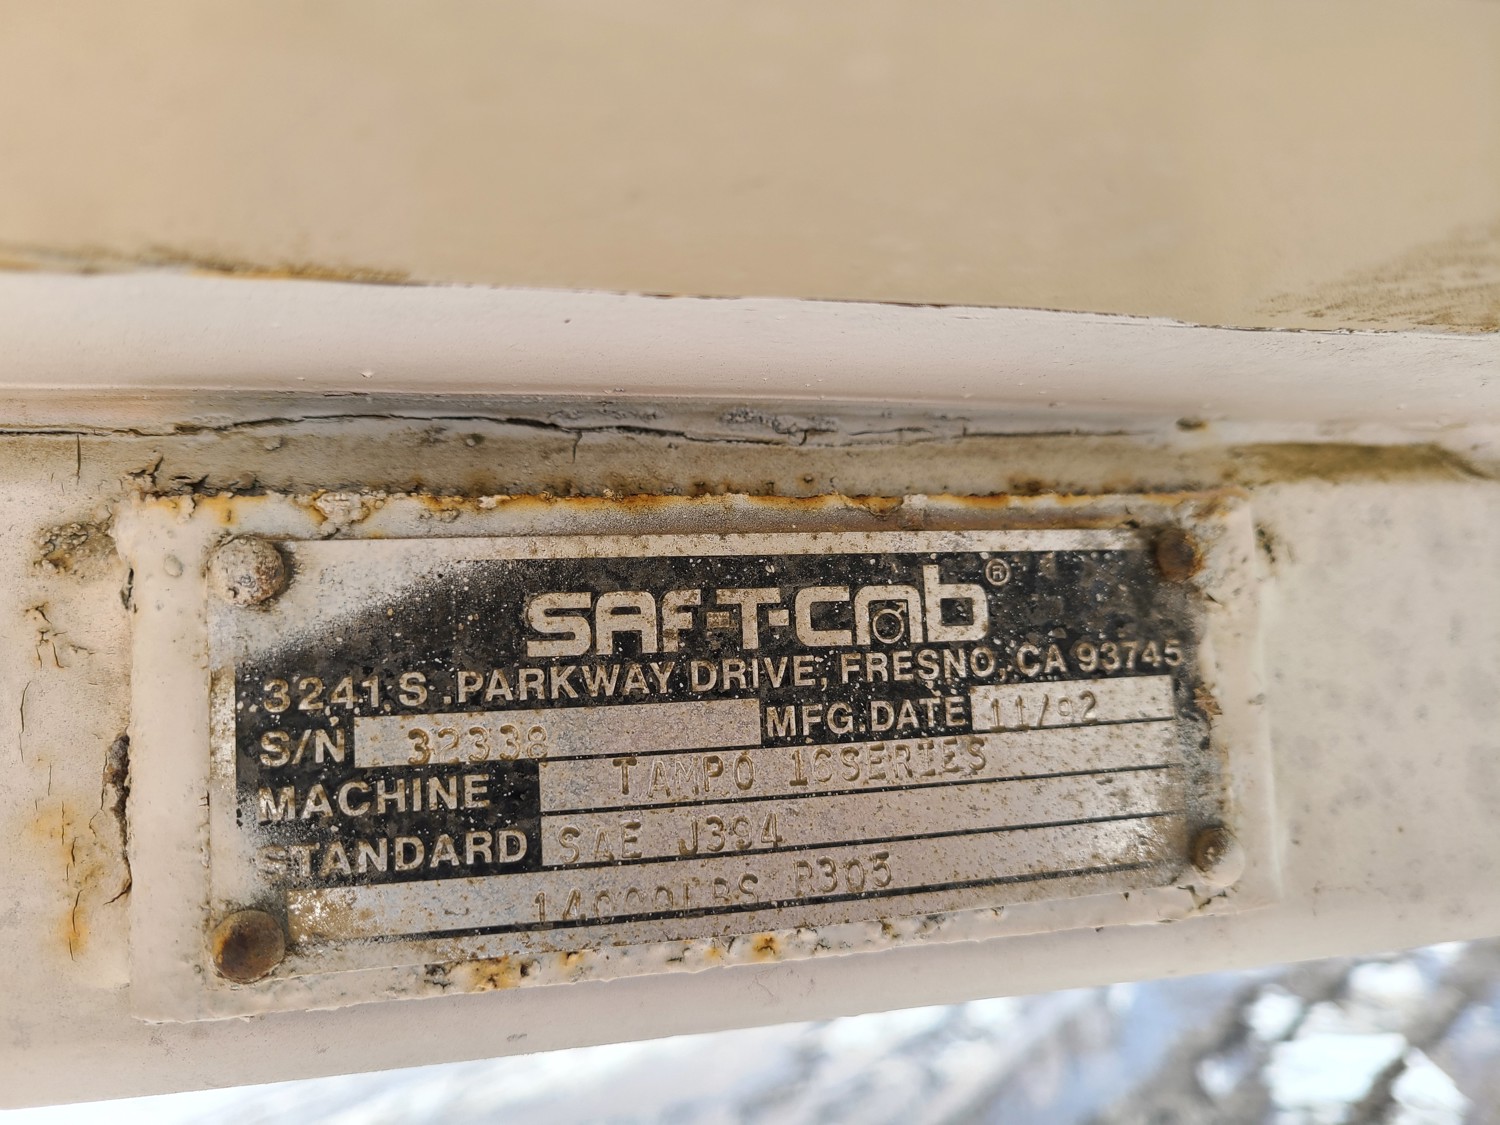 SAF-T-CAB®
3241 S. PARKWAY DRIVE, FRESNO, CA 93745
S/N 32338 MFG. DATE 11/92
MACHINE TAMPO 16SERIES
STANDARD SAE J394
14000LBS R305